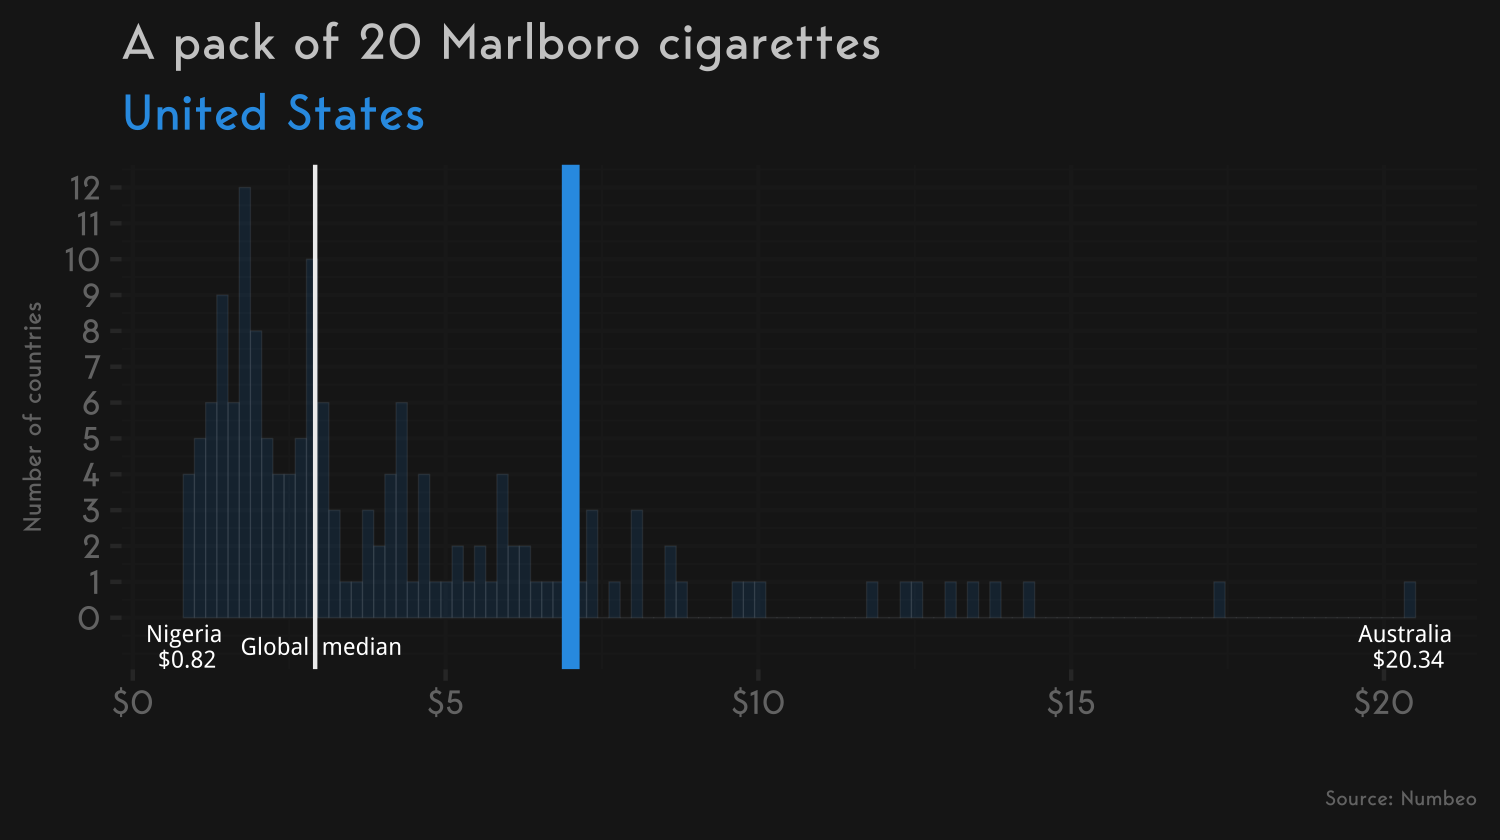 A pack of 20 Marlboro cigarettes
United States
Number of countries
12
11
10
9
8
7
6
5
4
3
2
1
0
Nigeria
$0.82
Global median
Australia
$20.34
$0 $5 $10 $15 $20
Source: Numbeo